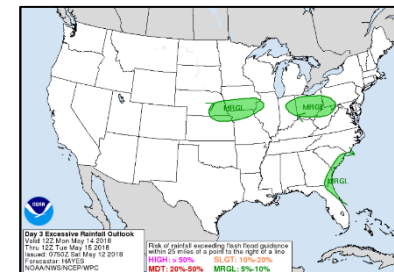 MRGL
MRGL
MRGL
NOAA
Day 3 Excessive Rainfall Outlook
Valid 12Z Mon May 14 2018
Thru 12Z Tue May 15 2018
Issued: 0750Z Sat May 12 2018
Forecaster: HAYES
NOAA/NWS/NCEP/WPC
Risk of rainfall exceeding flash flood guidance
within 25 miles of a point to the right of a line
HIGH: > 50% SLGT: 10%-20%
MDT: 20%-50% MRGL: 5%-10%